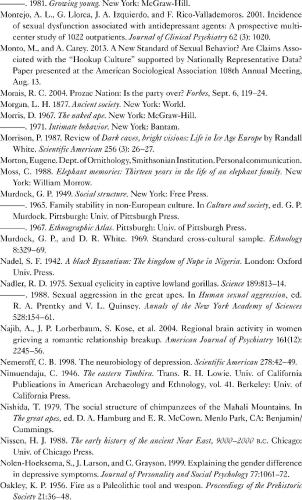 ———. 1981. Growing young. New York: McGraw-Hill.
Montejo, A. L., G. Llorca, J. A. Izquierdo, and F. Rico-Vallademoros. 2001. Incidence
of sexual dysfunction associated with antidepressant agents: A prospective multi-
center study of 1022 outpatients. Journal of Clinical Psychiatry 62 (3): 1020.
Monto, M., and A. Carey. 2013. A New Standard of Sexual Behavior? Are Claims Asso-
ciated with the "Hookup Culture" supported by Nationally Representative Data?
Paper presented at the American Sociological Association 108th Annual Meeting,
Aug. 13.
Morais, R. C. 2004. Prozac Nation: Is the party over? Forbes, Sept. 6, 119–24.
Morgan, L. H. 1877. Ancient society. New York: World.
Morris, D. 1967. The naked ape. New York: McGraw-Hill.
———. 1971. Intimate behavior. New York: Bantam.
Morrison, P. 1987. Review of Dark caves, bright visions: Life in Ice Age Europe by Randall
White. Scientific American 256 (3): 26–27.
Morton, Eugene. Dept. of Ornithology, Smithsonian Institution. Personal communication.
Moss, C. 1988. Elephant memories: Thirteen years in the life of an elephant family. New
York: William Morrow.
Murdock, G. P. 1949. Social structure. New York: Free Press.
———. 1965. Family stability in non-European culture. In Culture and society, ed. G. P.
Murdock. Pittsburgh: Univ. of Pittsburgh Press.
———. 1967. Ethnographic Atlas. Pittsburgh: Univ. of Pittsburgh Press.
Murdock, G. P., and D. R. White. 1969. Standard cross-cultural sample. Ethnology
8:329–69.
Nadel, S. F. 1942. A black Byzantium: The kingdom of Nupe in Nigeria. London: Oxford
Univ. Press.
Nadler, R. D. 1975. Sexual cyclicity in captive lowland gorillas. Science 189:813–14.
———. 1988. Sexual aggression in the great apes. In Human sexual aggression, ed.
R. A. Prentky and V. L. Quinsey. Annals of the New York Academy of Sciences
528:154–61.
Najib, A., J. P. Lorberbaum, S. Kose, et al. 2004. Regional brain activity in women
grieving a romantic relationship breakup. American Journal of Psychiatry 161(12):
2245–56.
Nemeroff, C. B. 1998. The neurobiology of depression. Scientific American 278:42–49.
Nimuendaju, C. 1946. The eastern Timbira. Trans. R. H. Lowie. Univ. of California
Publications in American Archaeology and Ethnology, vol. 41. Berkeley: Univ. of
California Press.
Nishida, T. 1979. The social structure of chimpanzees of the Mahali Mountains. In
The great apes, ed. D. A. Hamburg and E. R. McCown. Menlo Park, CA: Benjamin/
Cummings.
Nissen, H. J. 1988. The early history of the ancient Near East, 9000–2000 B.C. Chicago:
Univ. of Chicago Press.
Nolen-Hoeksema, S., J. Larson, and C. Grayson. 1999. Explaining the gender difference
in depressive symptoms. Journal of Personality and Social Psychology 77:1061–72.
Oakley, K. P. 1956. Fire as a Paleolithic tool and weapon. Proceedings of the Prehistoric
Society 21:36–48.